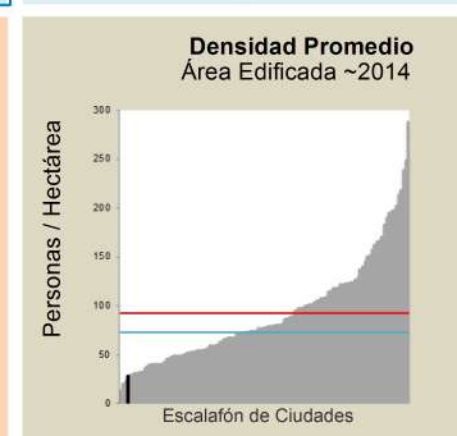 Densidad Promedio
Área Edificada ~2014
Personas / Hectárea
300
250
200
150
100
50
0
Escalafón de Ciudades